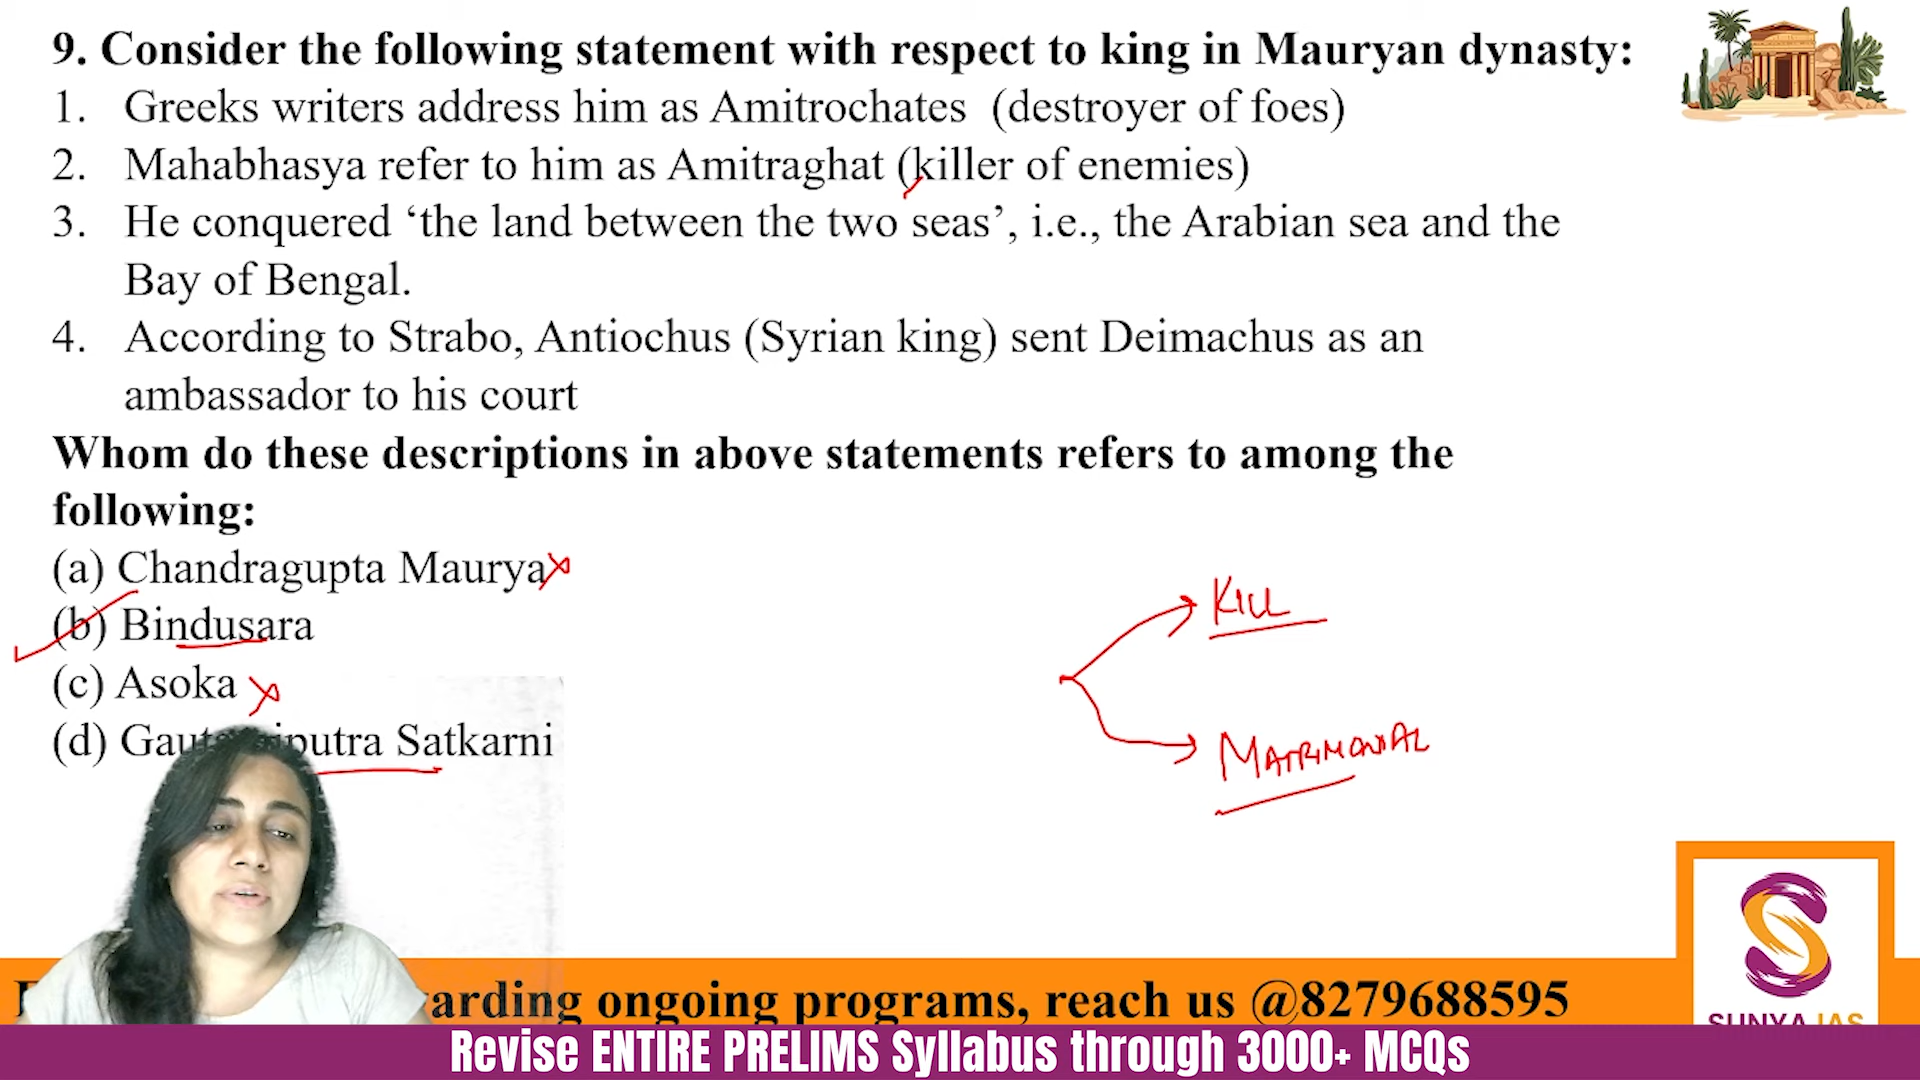 9. Consider the following statement with respect to king in Mauryan dynasty:
1. Greeks writers address him as Amitrochates (destroyer of foes)
2. Mahabhasya refer to him as Amitraghat (killer of enemies)
3. He conquered ‘the land between the two seas’, i.e., the Arabian sea and the
Bay of Bengal.
4. According to Strabo, Antiochus (Syrian king) sent Deimachus as an
ambassador to his court
Whom do these descriptions in above statements refers to among the
following:
(a) Chandragupta Maurya
(b) Bindusara
(c) Asoka
(d) Satkarni
KILL
MATRIMONIAL
ongoing programs, reach us @8279688595
SUNYA IAS
Revise ENTIRE PRELIMS Syllabus through 3000+ MCQs